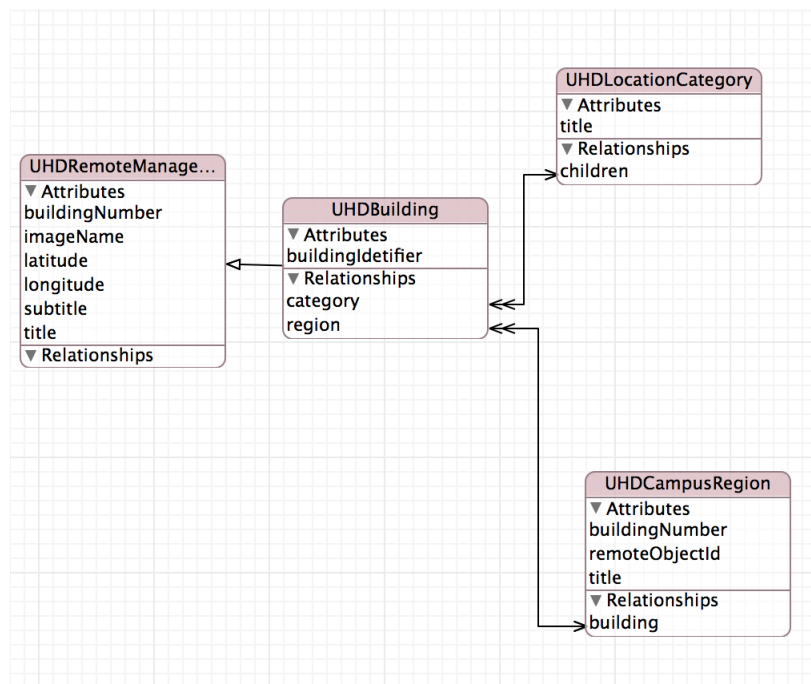 UHDLocationCategory
▼ Attributes
title
▼ Relationships
children
UHDRemoteManage...
▼ Attributes
buildingNumber
imageName
latitude
longitude
subtitle
title
▼ Relationships
UHDBuilding
▼ Attributes
buildingIdetifier
▼ Relationships
category
region
UHDCampusRegion
▼ Attributes
buildingNumber
remoteObjectId
title
▼ Relationships
building